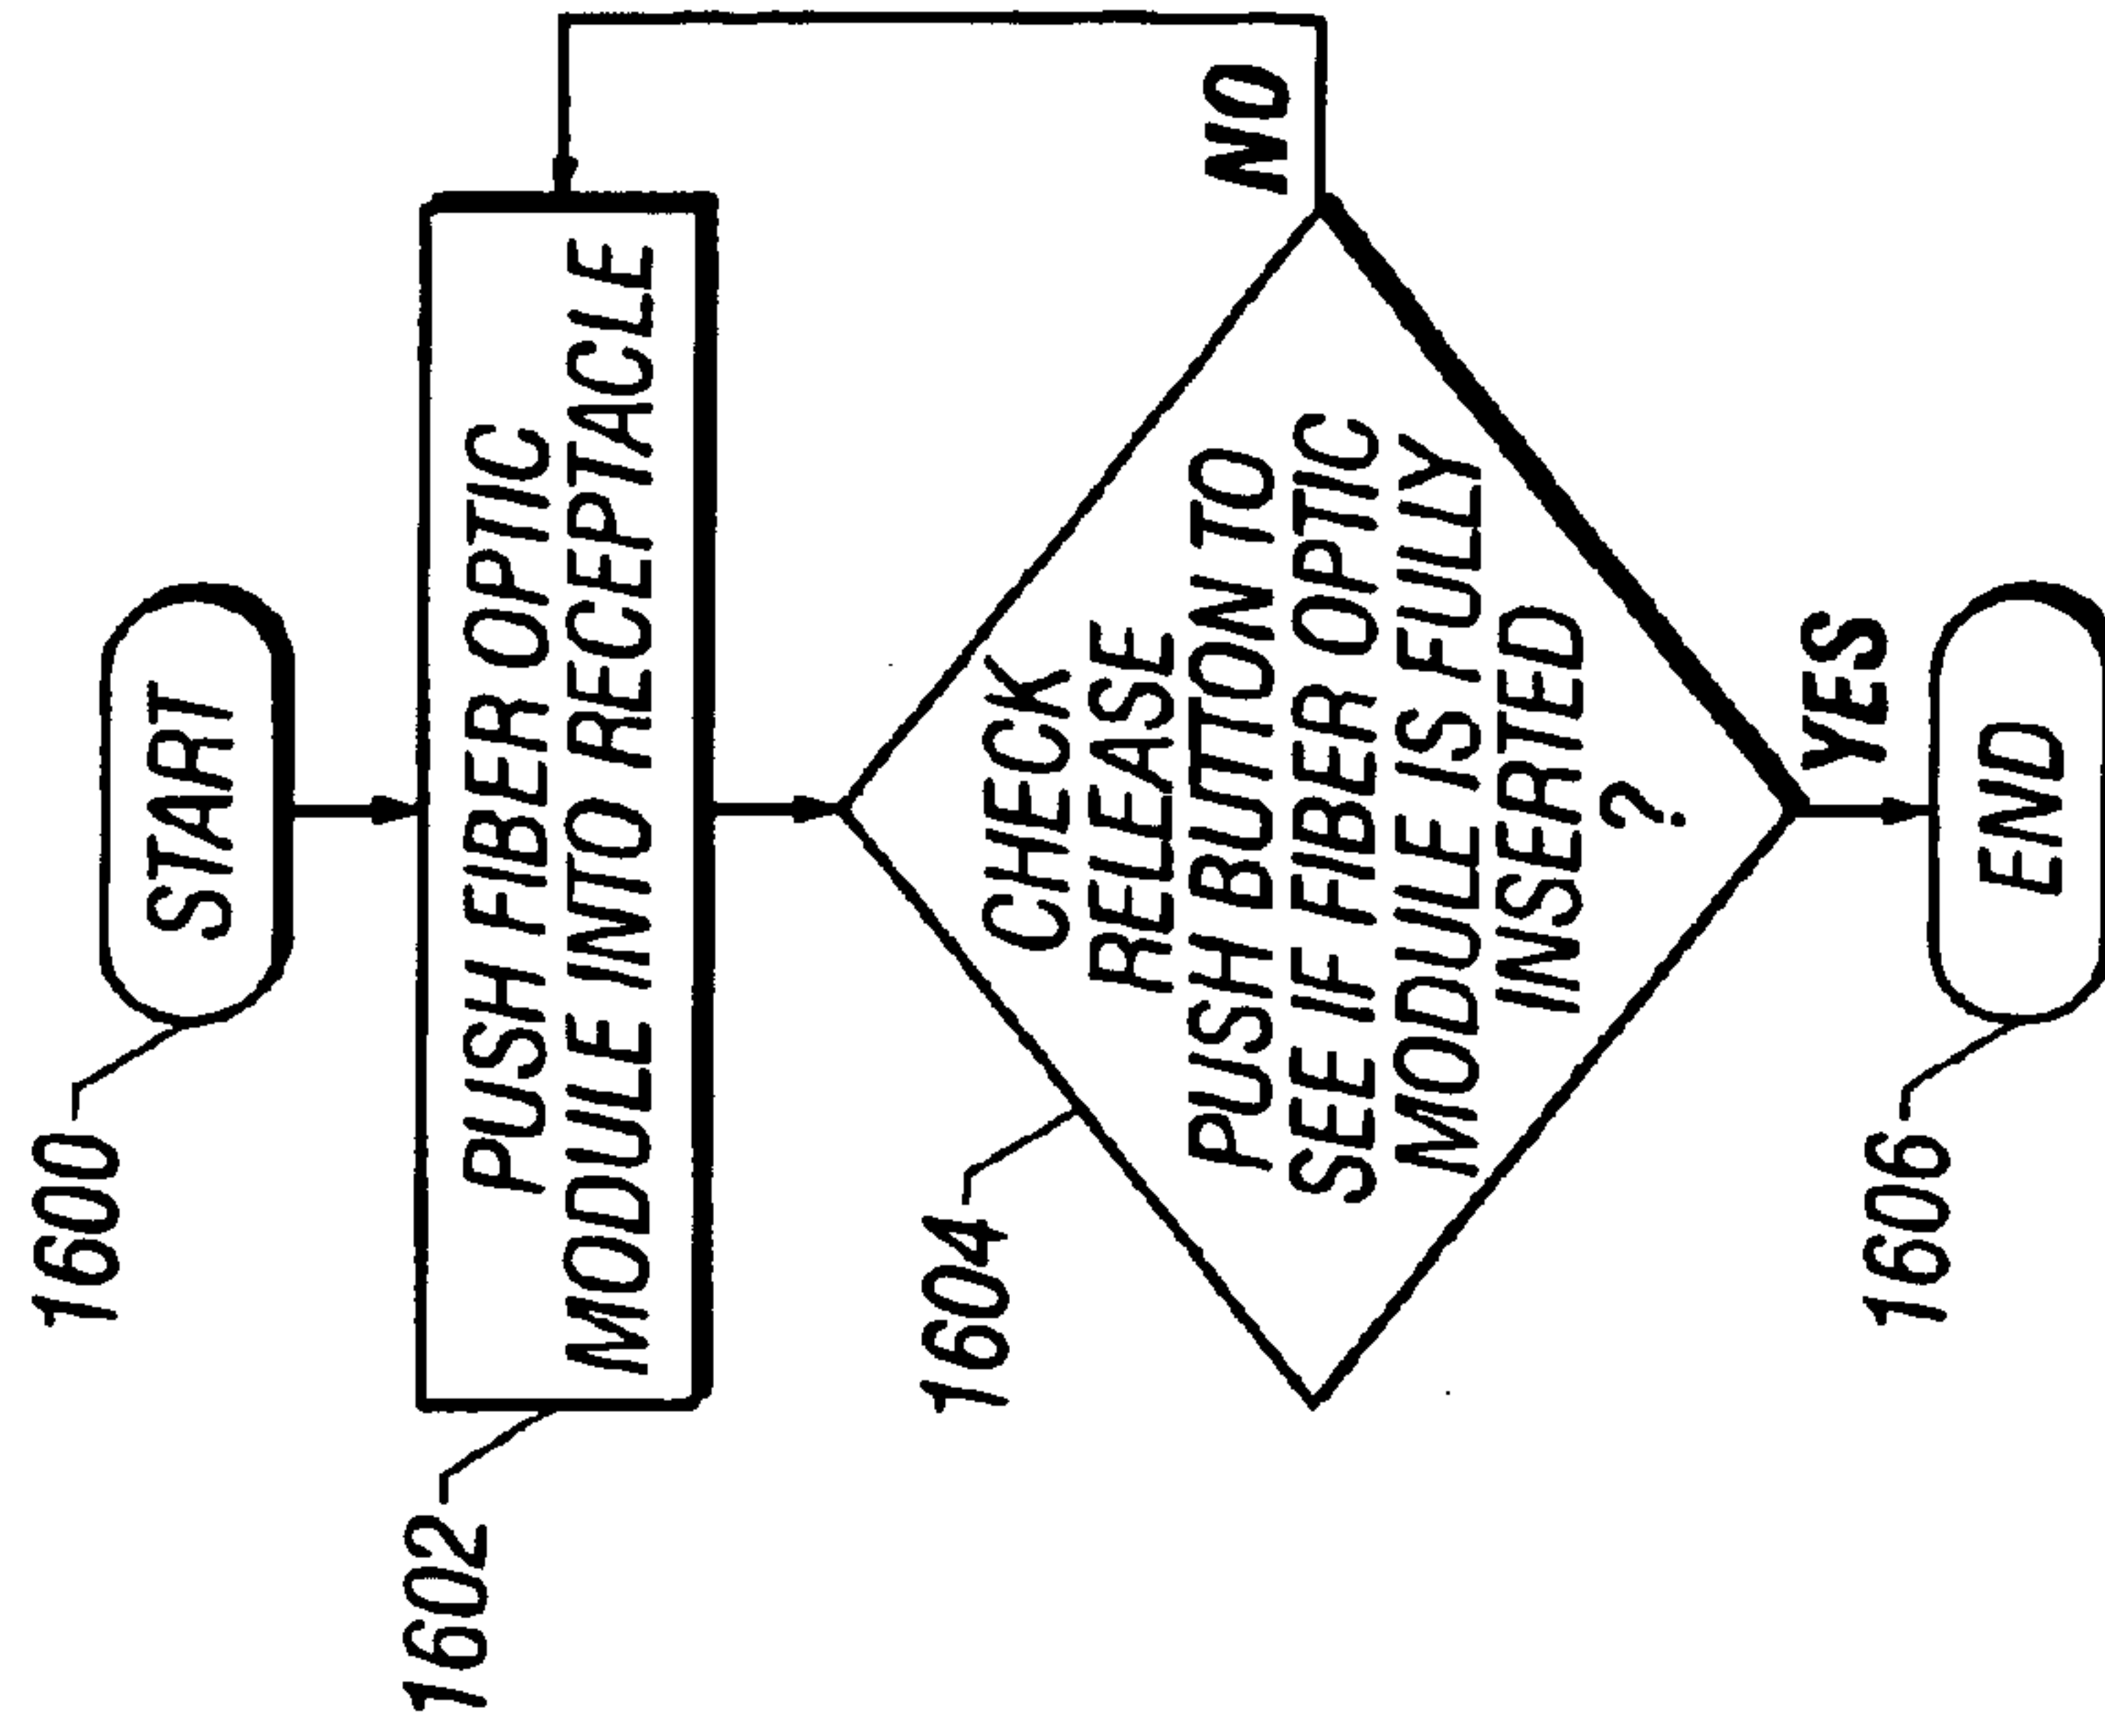 1600
START
1602
PUSH FIBER OPTIC
MODULE INTO RECEPTACLE
1604
CHECK
RELEASE
PUSH BUTTON TO
SEE IF FIBER OPTIC
MODULE IS FULLY
INSERTED
?
NO
YES
1606
END